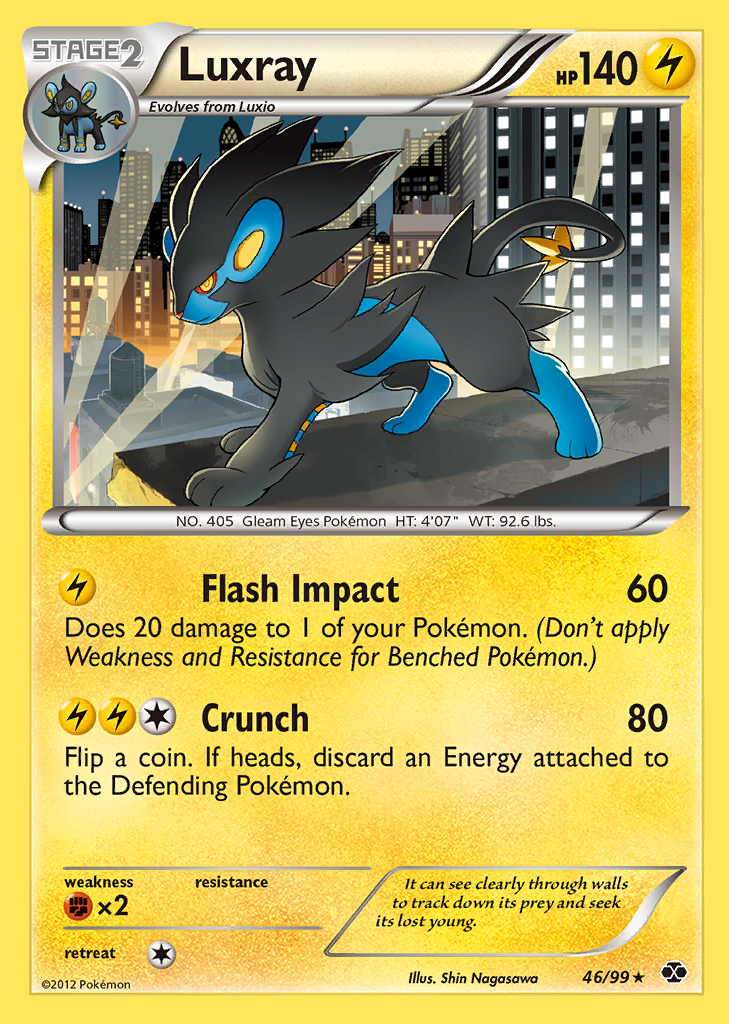 STAGE2
Luxray
HP140
Evolves from Luxio
NO. 405 Gleam Eyes Pokémon HT: 4'07" WT: 92.6 lbs.
Flash Impact 60
Does 20 damage to 1 of your Pokémon. (Don't apply
Weakness and Resistance for Benched Pokémon.)
Crunch 80
Flip a coin. If heads, discard an Energy attached to
the Defending Pokémon.
weakness resistance
×2
It can see clearly through walls
to track down its prey and seek
its lost young.
retreat
©2012 Pokémon
Illus. Shin Nagasawa
46/99 ★